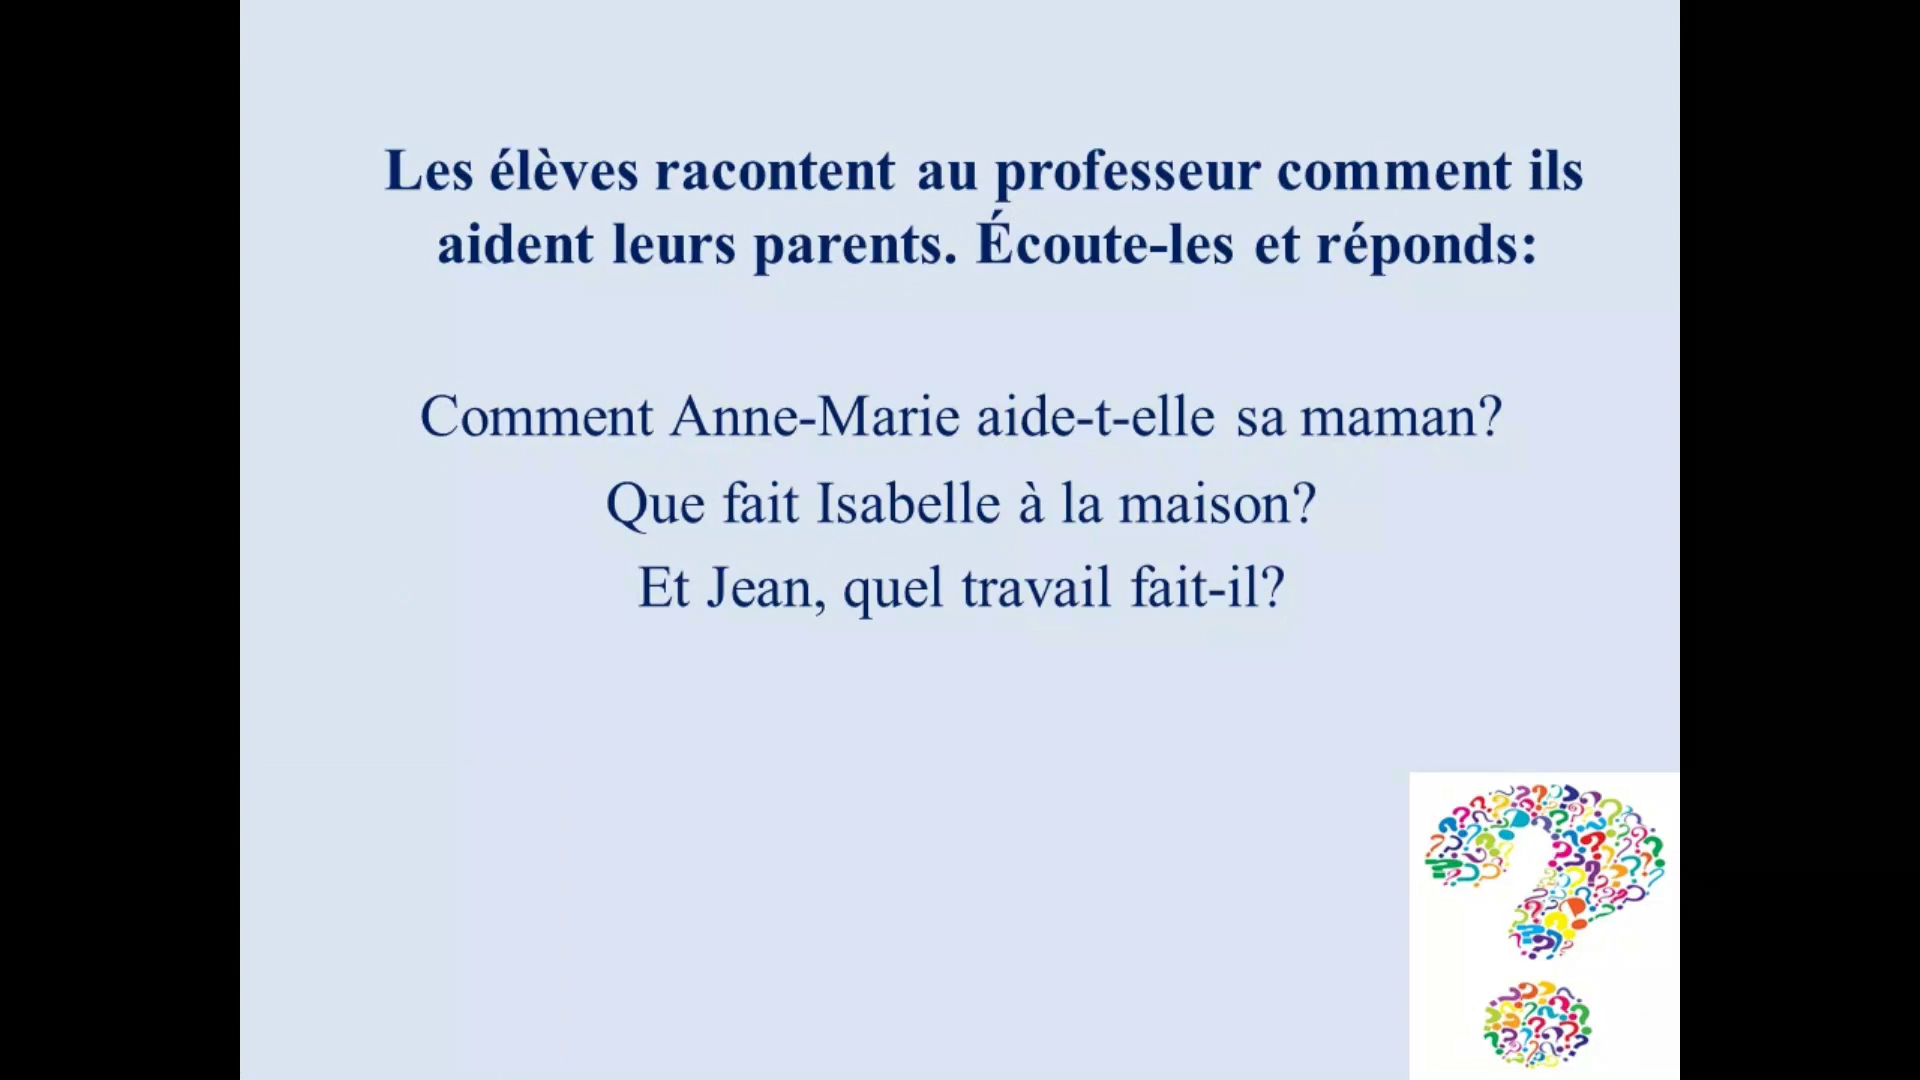 Les élèves racontent au professeur comment ils
aident leurs parents. Écoute-les et réponds:
Comment Anne-Marie aide-t-elle sa maman?
Que fait Isabelle à la maison?
Et Jean, quel travail fait-il?